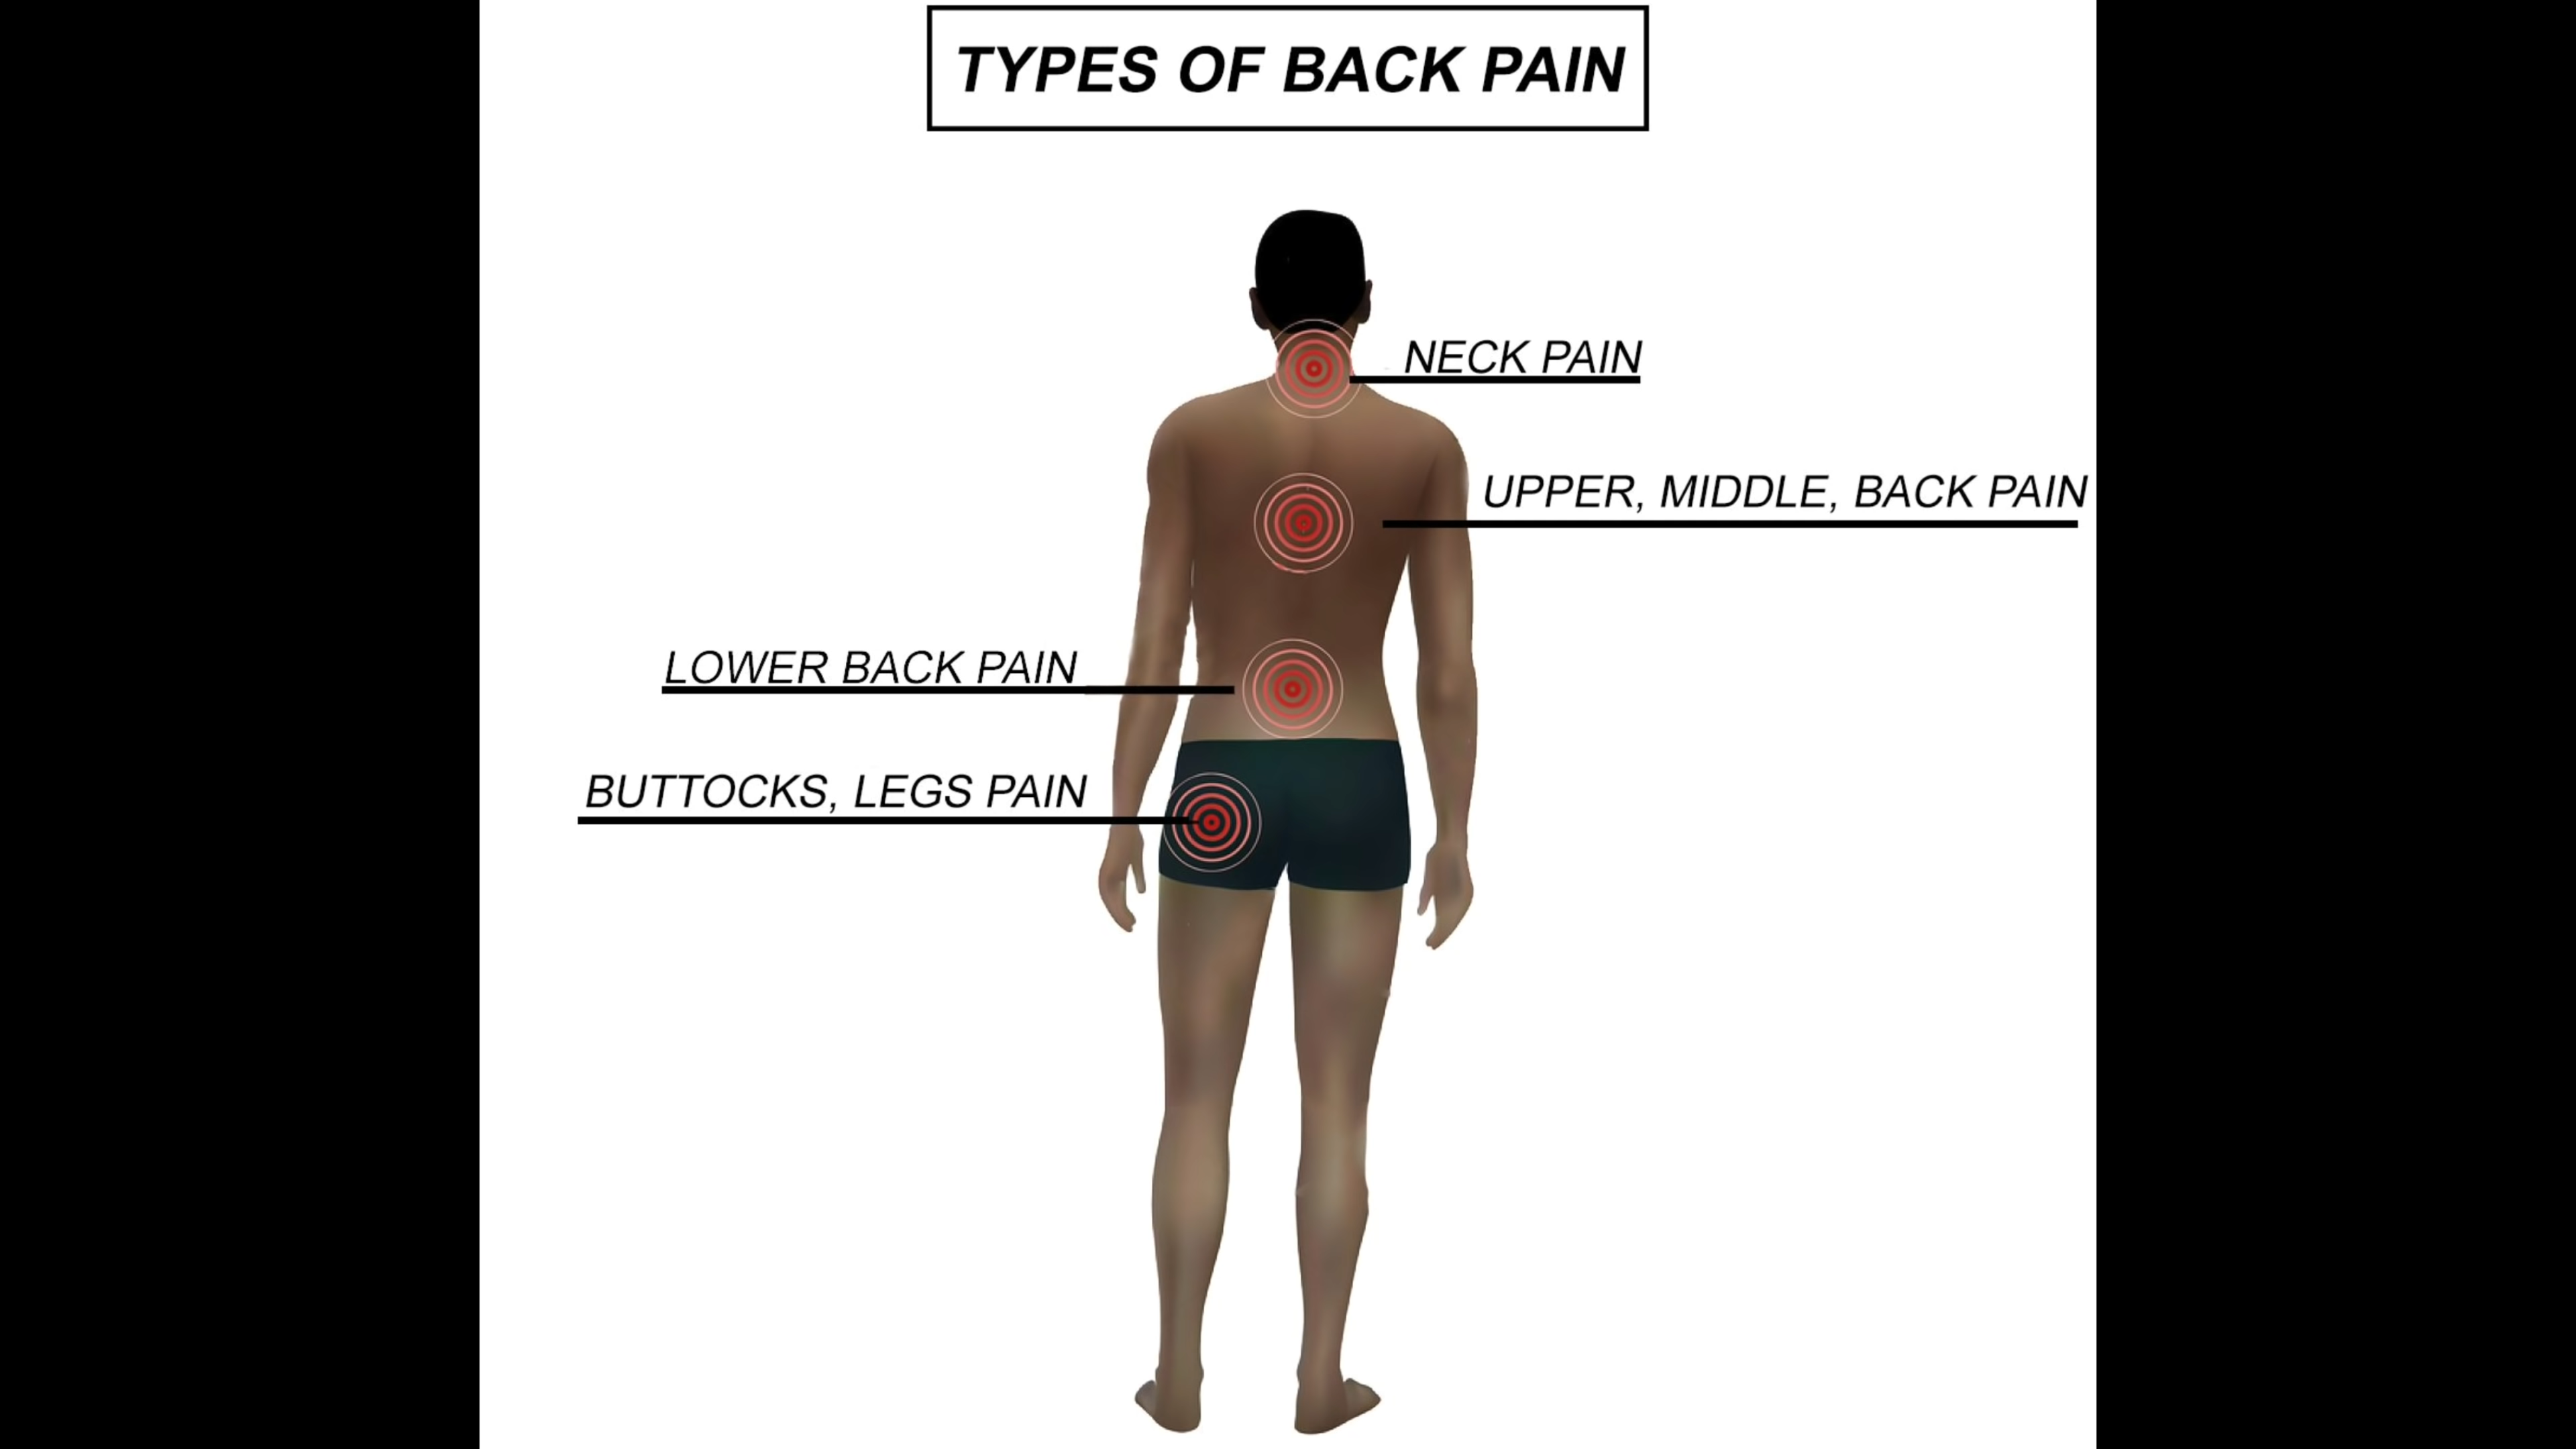 TYPES OF BACK PAIN
NECK PAIN
UPPER, MIDDLE, BACK PAIN
LOWER BACK PAIN
BUTTOCKS, LEGS PAIN